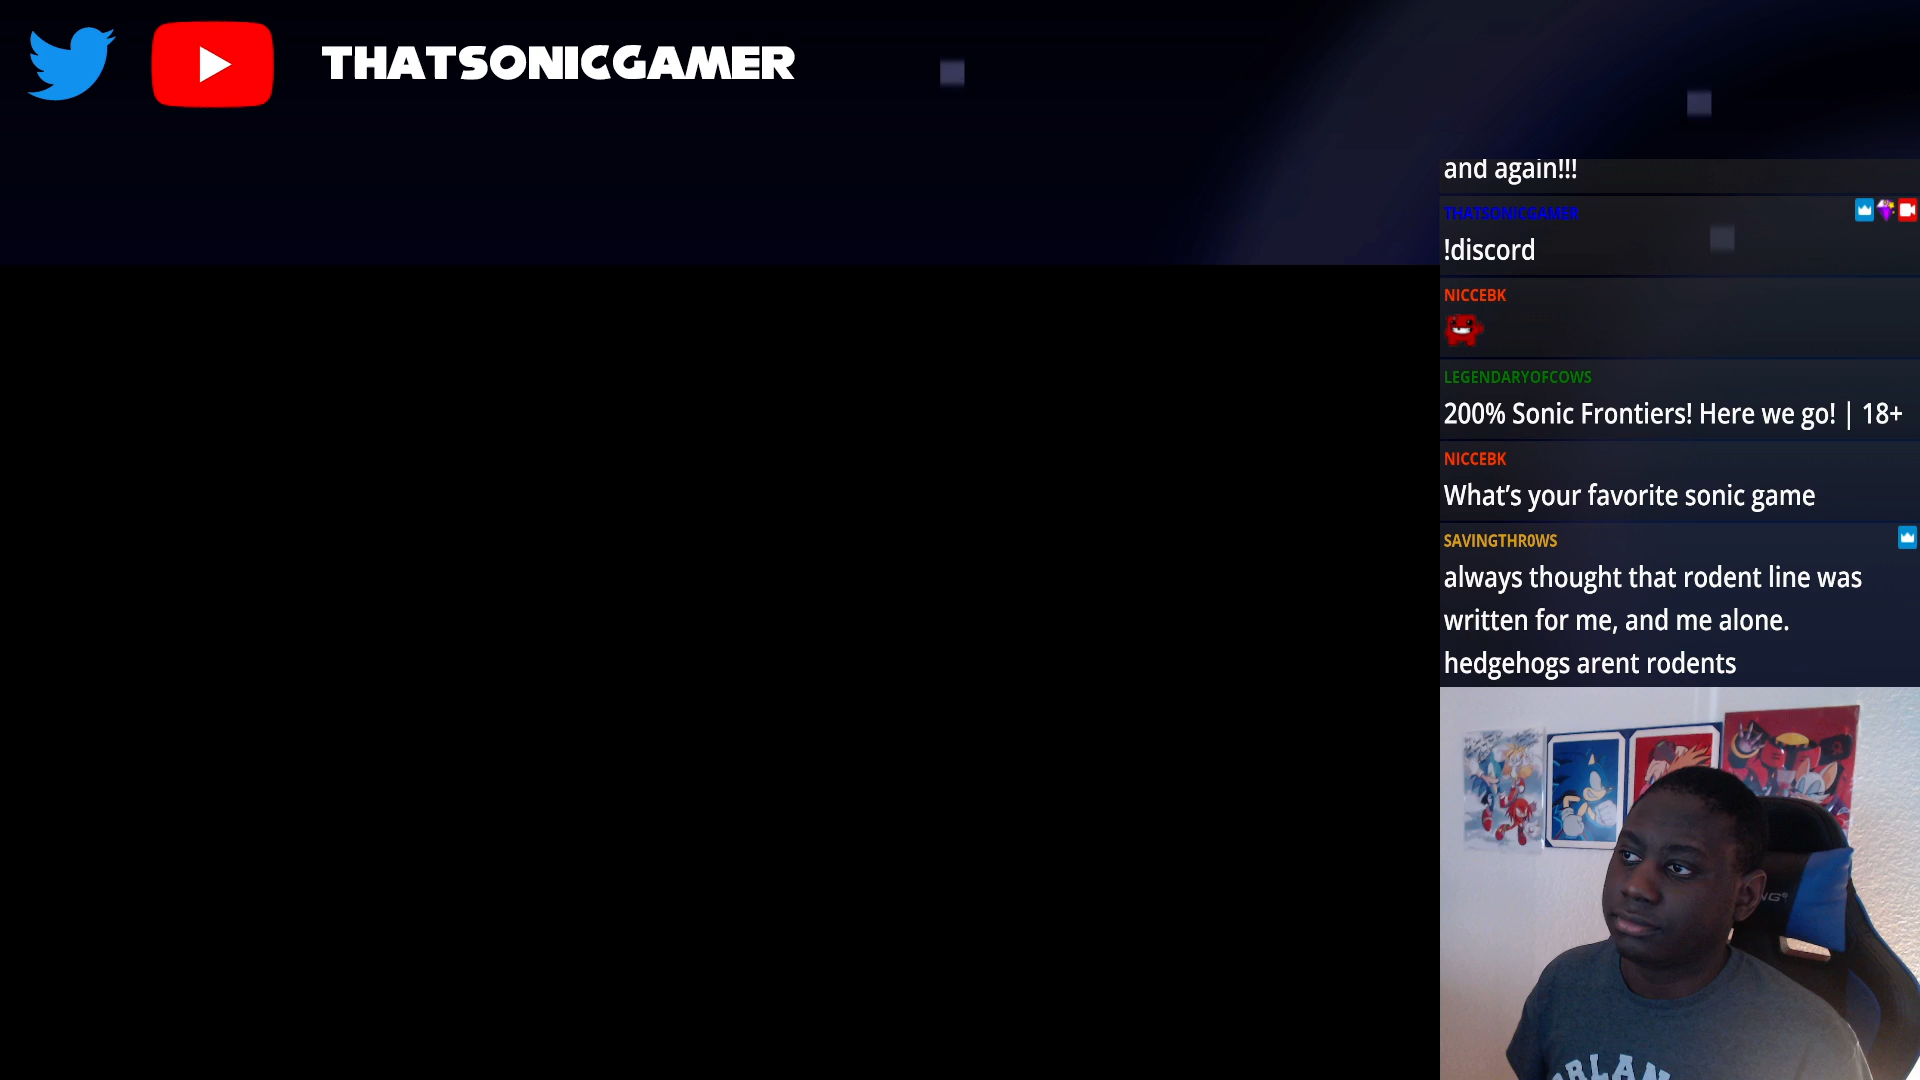 THATSONICGAMER
and again!!!
THATSONICGAMER
!discord
NICCEBK
LEGENDARYOFCOWS
200% Sonic Frontiers! Here we go! | 18+
NICCEBK
What's your favorite sonic game
SAVINGTHR0WS
always thought that rodent line was
written for me, and me alone.
hedgehogs arent rodents